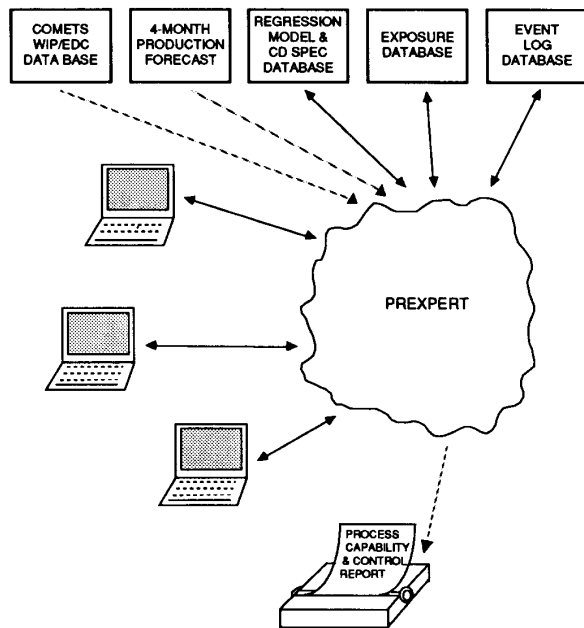 COMETS
WIP/EDC
DATA BASE
4-MONTH
PRODUCTION
FORECAST
REGRESSION
MODEL &
CD SPEC
DATABASE
EXPOSURE
DATABASE
EVENT
LOG
DATABASE
PREXPERT
PROCESS
CAPABILITY
& CONTROL
REPORT